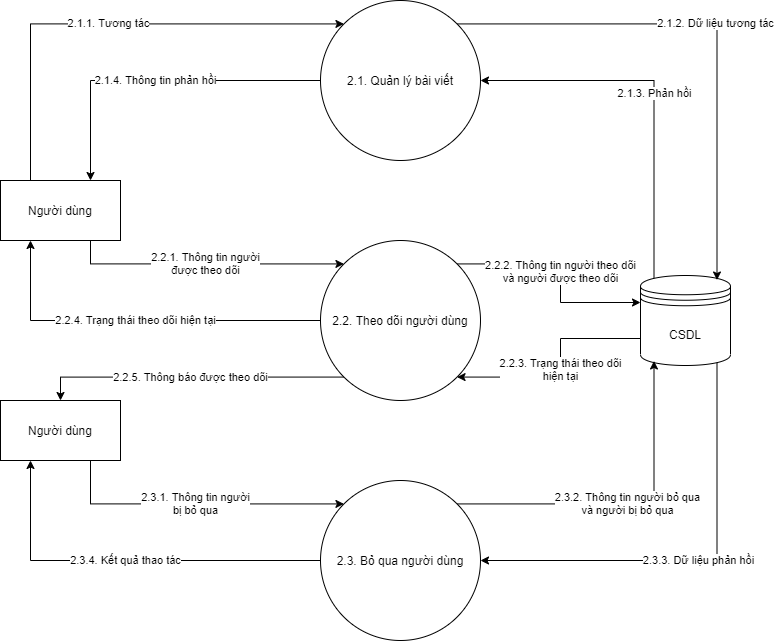 2.1.1. Tương tác
2.1.2. Dữ liệu tương tác
2.1.4. Thông tin phản hồi
2.1. Quản lý bài viết
2.1.3. Phản hồi
Người dùng
2.2.1. Thông tin người
được theo dõi
2.2.2. Thông tin người theo dõi
và người được theo dõi
2.2.4. Trạng thái theo dõi hiện tại
2.2. Theo dõi người dùng
CSDL
2.2.3. Trạng thái theo dõi
hiện tại
2.2.5. Thông báo được theo dõi
Người dùng
2.3.1. Thông tin người
bị bỏ qua
2.3.2. Thông tin người bỏ qua
và người bị bỏ qua
2.3.4. Kết quả thao tác
2.3. Bỏ qua người dùng
2.3.3. Dữ liệu phản hồi